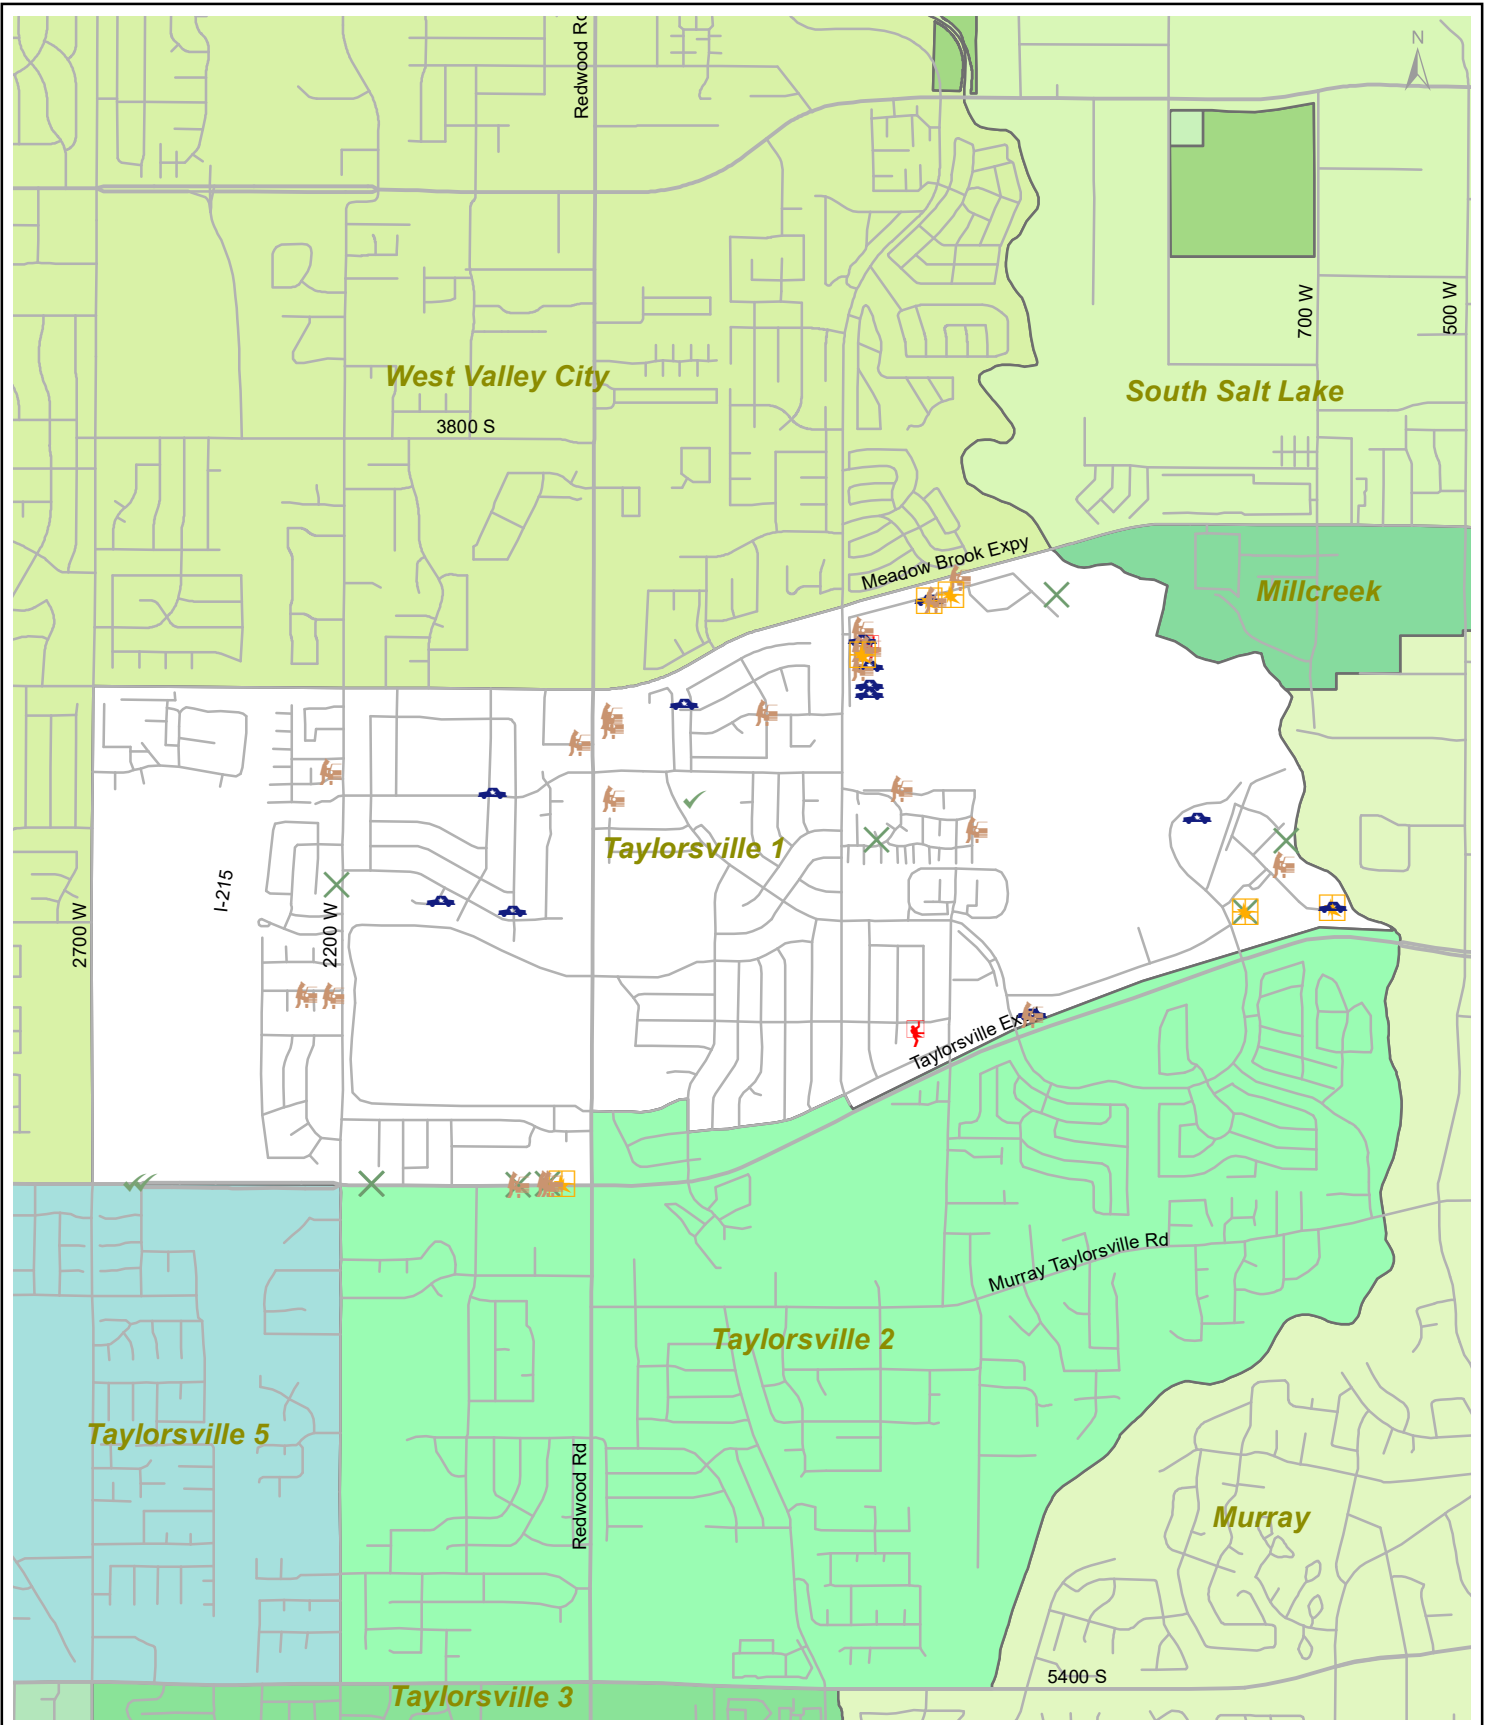 N
Redwood Rd
700 W
500 W
West Valley City
South Salt Lake
3800 S
Meadow Brook Expy
Millcreek
Taylorsville 1
I-215
2700 W
2200 W
Taylorsville Ex
Murray Taylorsville Rd
Taylorsville 2
Taylorsville 5
Redwood Rd
Murray
5400 S
Taylorsville 3